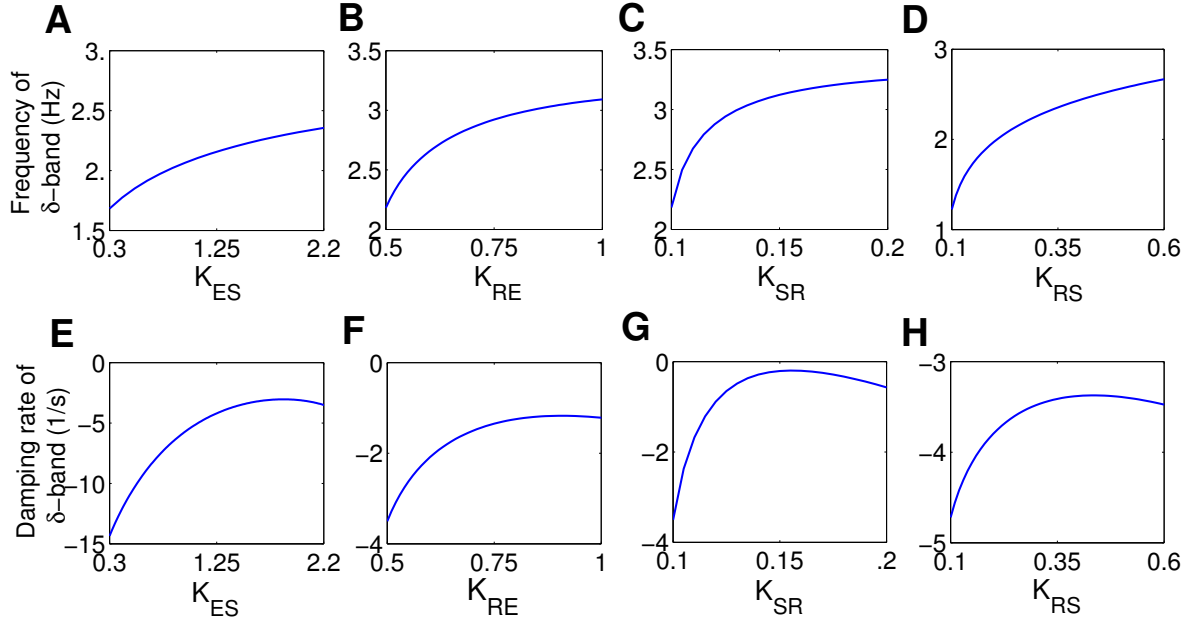 A B C D
Frequency of
δ−band (Hz)
3. 3.5 3.5 3
2.5 3 3 2
2. 2.5 2.5
1.5 2 2 1
0.3 1.25 2.2 0.5 0.75 1 0.1 0.15 0.2 0.1 0.35 0.6
K_ES K_RE K_SR K_RS
E F G H
Damping rate of
δ−band (1/s)
0 0 0 −3
−5 −2 −2 −4
−10
−15 −4 −4 −5
0.3 1.25 2.2 0.5 0.75 1 0.1 0.15 .2 0.1 0.35 0.6
K_ES K_RE K_SR K_RS